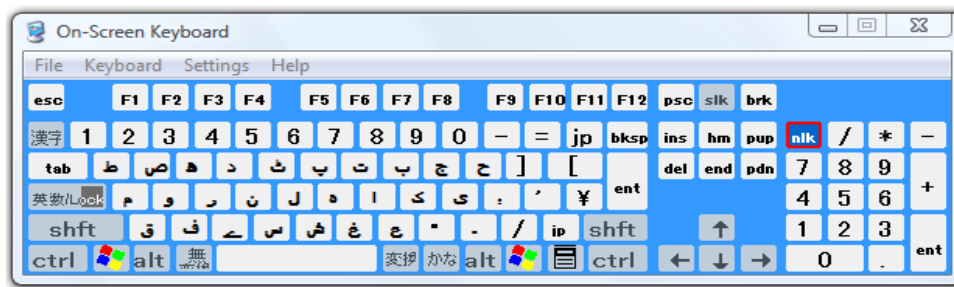 On-Screen Keyboard
File Keyboard Settings Help
esc F1 F2 F3 F4 F5 F6 F7 F8 F9 F10 F11 F12 psc slk brk
漢字 1 2 3 4 5 6 7 8 9 0 - = jp bksp ins hm pup nlk / * -
tab ط ص ھ د ٹ پ ت ب ج ح ] [ del end pdn 7 8 9 +
英数/Lock م و ر ن ل ہ ا ک ی ' ¥ ent 4 5 6
shft ق ف ے س ش غ ع - . / ip shft ↑ 1 2 3 ent
ctrl alt 変換 かな alt ctrl ← ↓ → 0 .